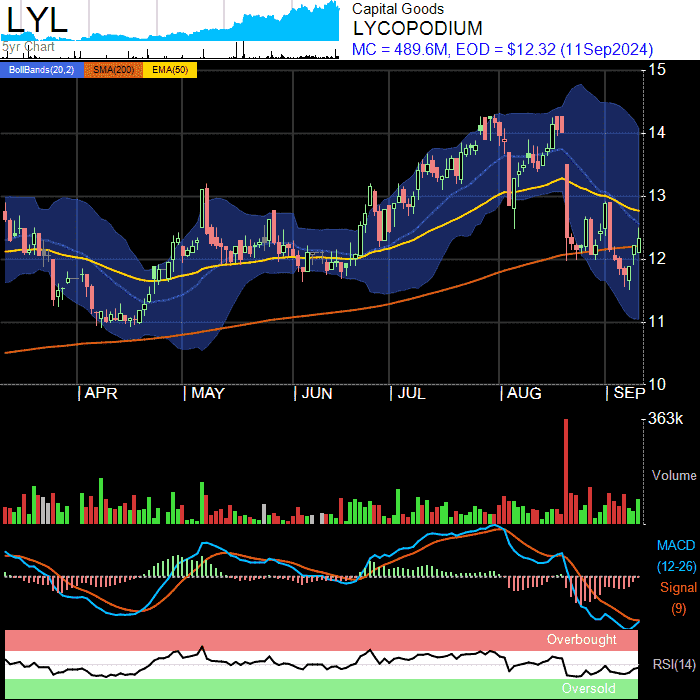 LYL
5yr Chart
Capital Goods
LYCOPODIUM
MC = 489.6M, EOD = $12.32 (11Sep2024)
BollBands(20,2) SMA(200) EMA(50)
15
14
13
12
11
10
| APR | MAY | JUN | JUL | AUG | SEP
363k
Volume
MACD
(12-26)
Signal
(9)
Overbought
RSI(14)
Oversold